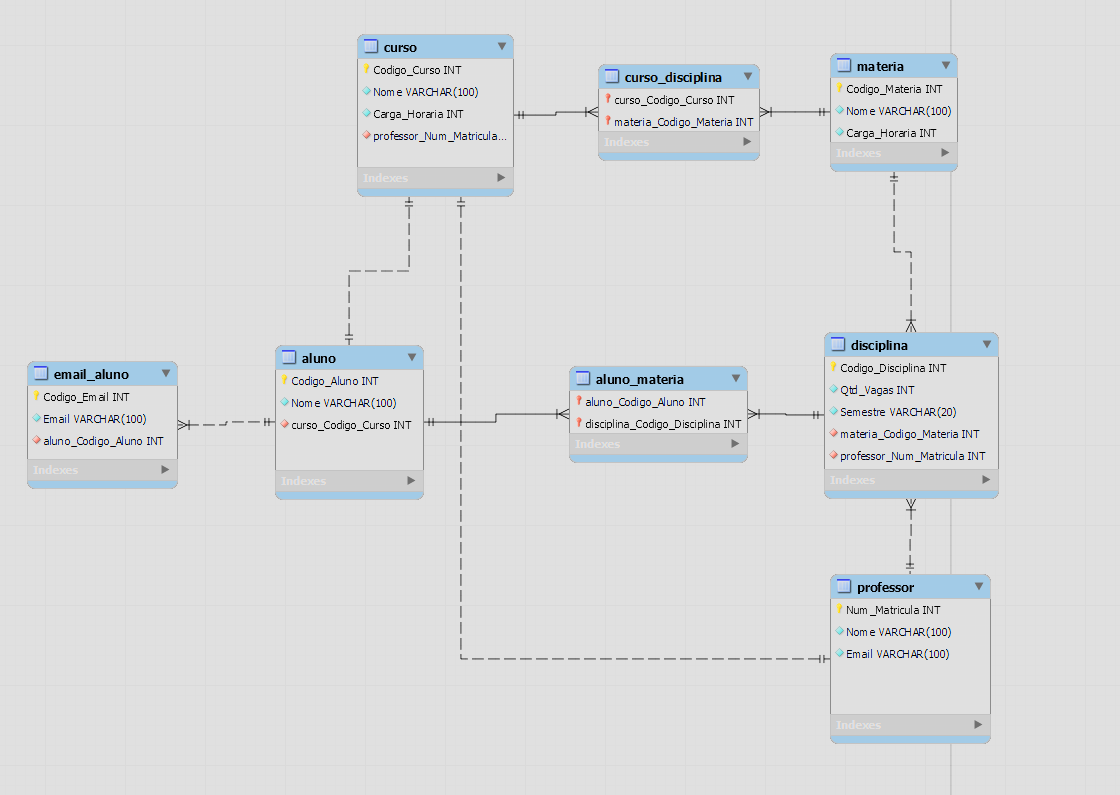 curso
Codigo_Curso INT
Nome VARCHAR(100)
Carga_Horaria INT
professor_Num_Matricula...
Indexes
curso_disciplina
curso_Codigo_Curso INT
materia_Codigo_Materia INT
Indexes
materia
Codigo_Materia INT
Nome VARCHAR(100)
Carga_Horaria INT
Indexes
email_aluno
Codigo_Email INT
Email VARCHAR(100)
aluno_Codigo_Aluno INT
Indexes
aluno
Codigo_Aluno INT
Nome VARCHAR(100)
curso_Codigo_Curso INT
Indexes
aluno_materia
aluno_Codigo_Aluno INT
disciplina_Codigo_Disciplina INT
Indexes
disciplina
Codigo_Disciplina INT
Qtd_Vagas INT
Semestre VARCHAR(20)
materia_Codigo_Materia INT
professor_Num_Matricula INT
Indexes
professor
Num_Matricula INT
Nome VARCHAR(100)
Email VARCHAR(100)
Indexes